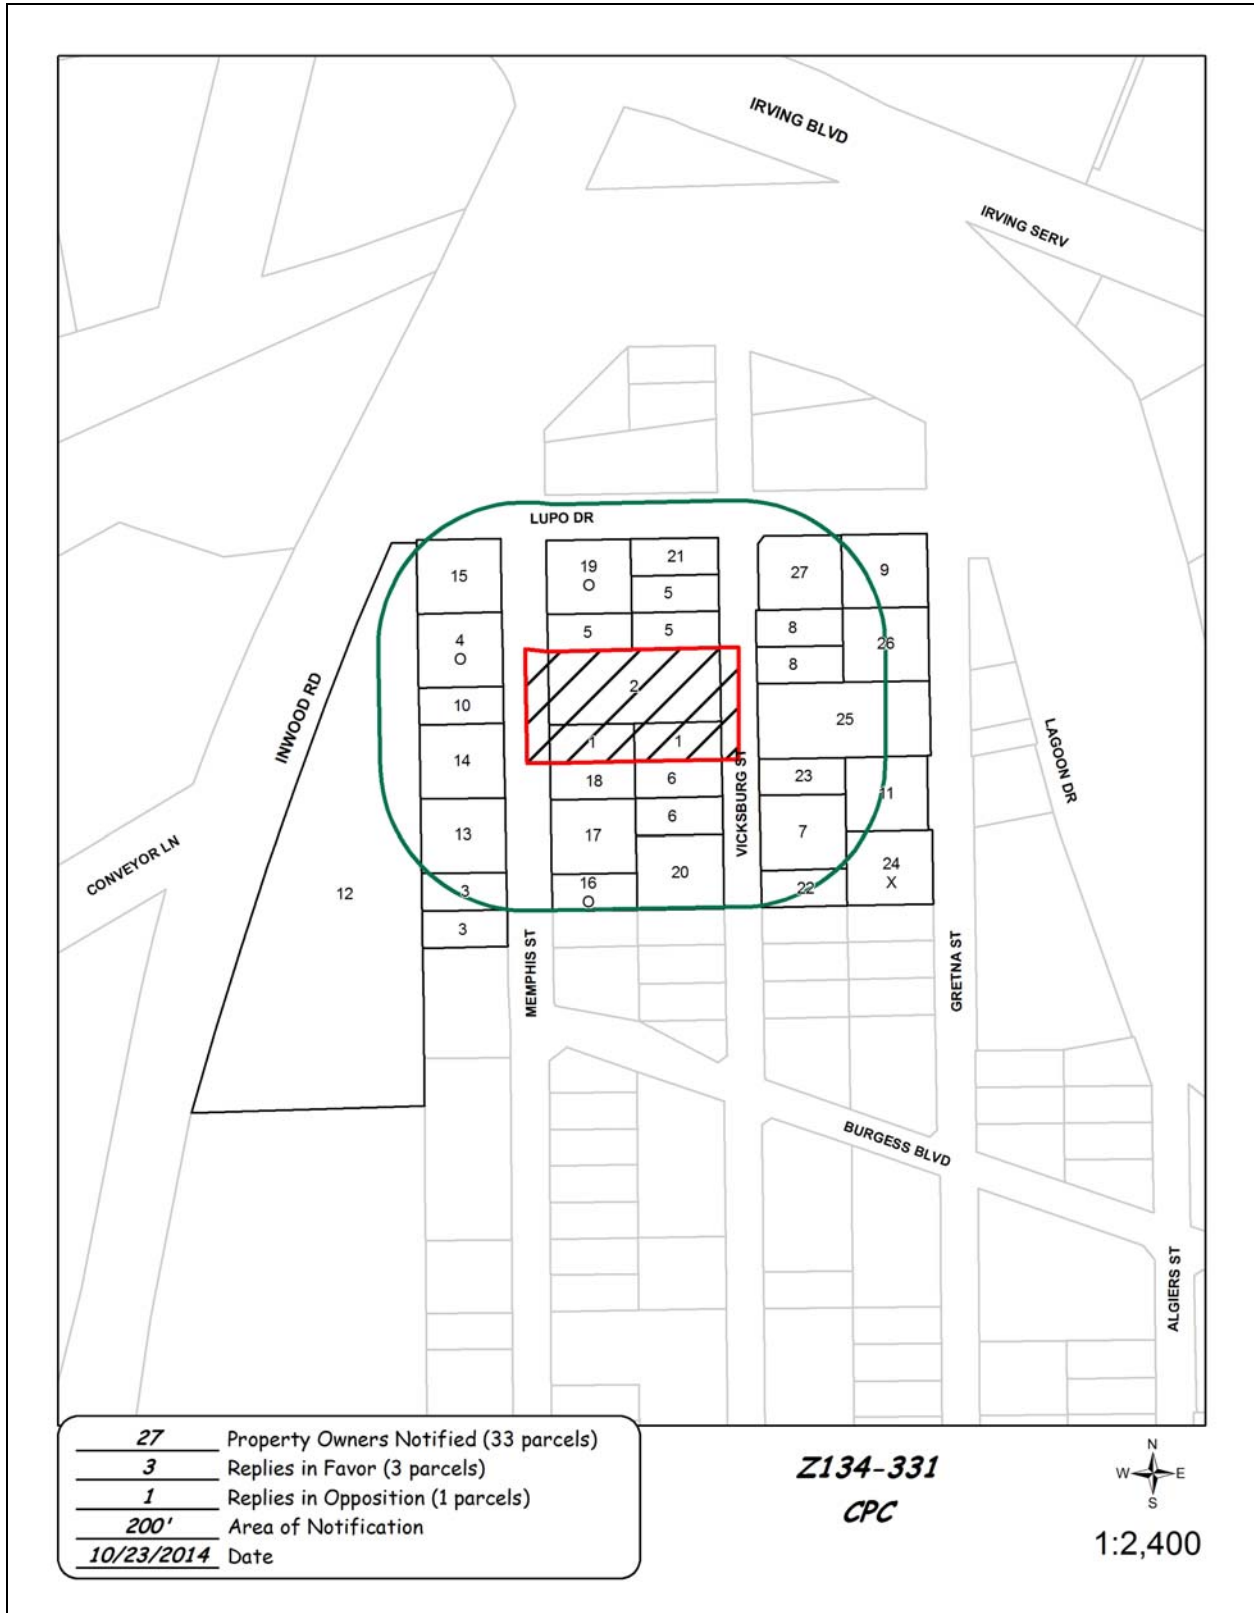 IRVING BLVD
IRVING SERV
LUPO DR
15
19
O
21
27
9
5
4
O
5
5
8
26
8
2
INWOOD RD
10
25
LAGOON DR
1
1
14
18
6
23
11
VICKSBURG ST
6
13
17
7
CONVEYOR LN
12
3
16
O
20
22
24
X
3
MEMPHIS ST
GRETNA ST
BURGESS BLVD
ALGIERS ST
27 Property Owners Notified (33 parcels)
3 Replies in Favor (3 parcels)
1 Replies in Opposition (1 parcels)
200' Area of Notification
10/23/2014 Date
Z134-331
CPC
N
W E
S
1:2,400